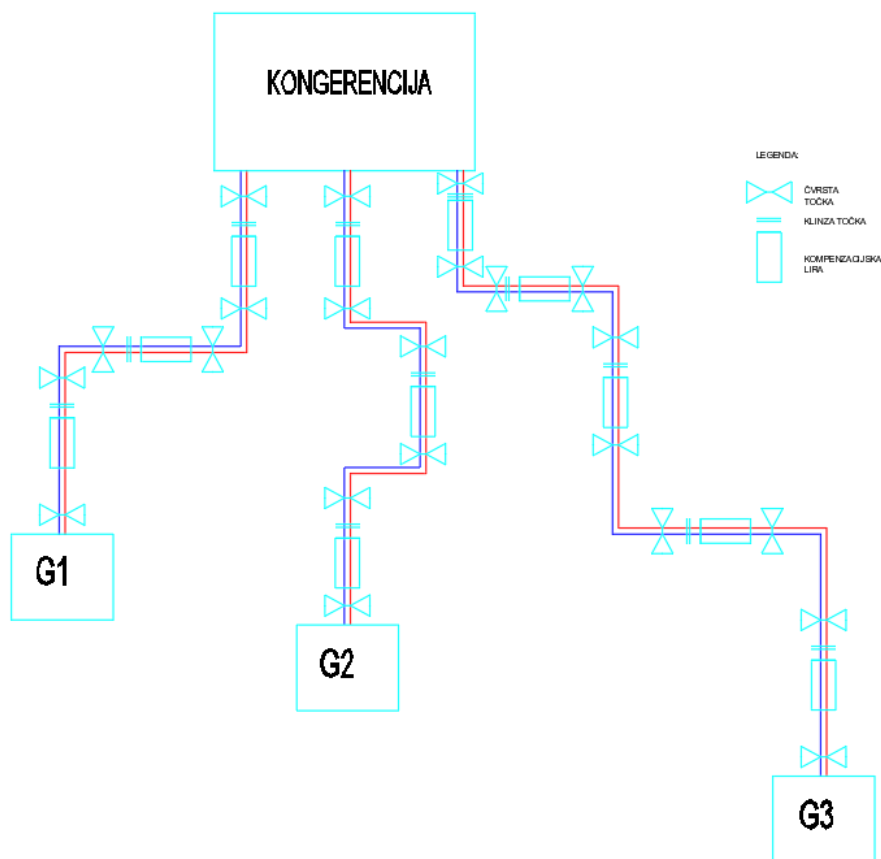 KONGERENCIJA
LEGENDA:
ČVRSTA
TOČKA
KLINZA TOČKA
KOMPENZACIJSKA
LIRA
G1
G2
G3